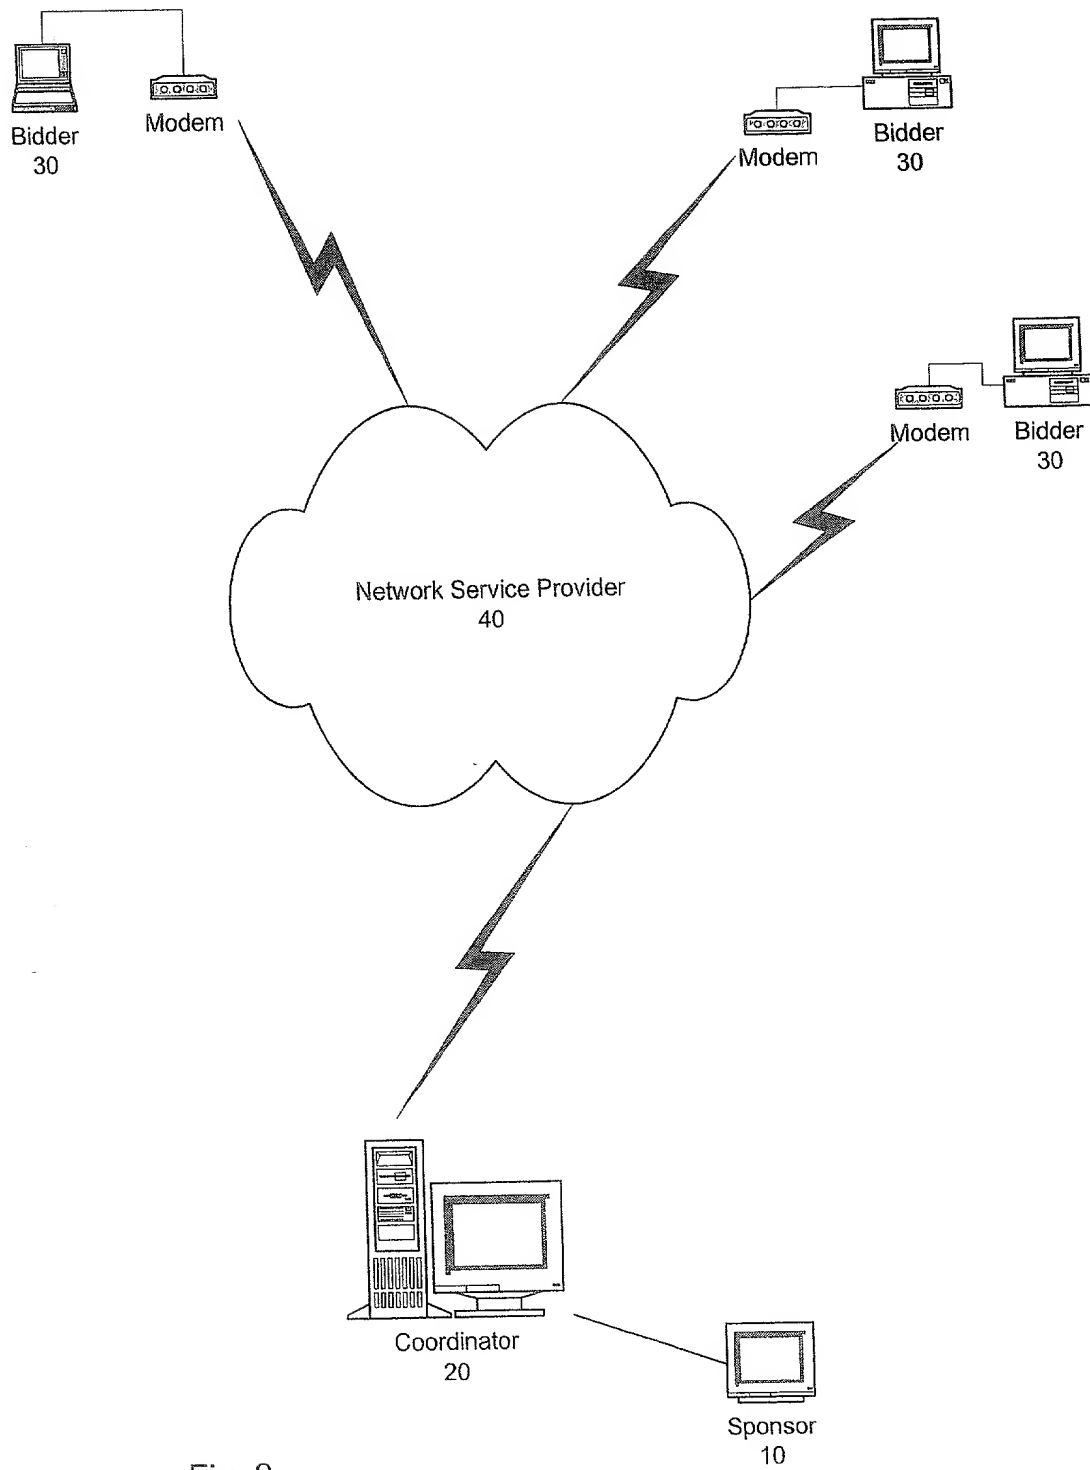 Bidder
30
Modem
Modem
Bidder
30
Modem
Bidder
30
Network Service Provider
40
Coordinator
20
Sponsor
10